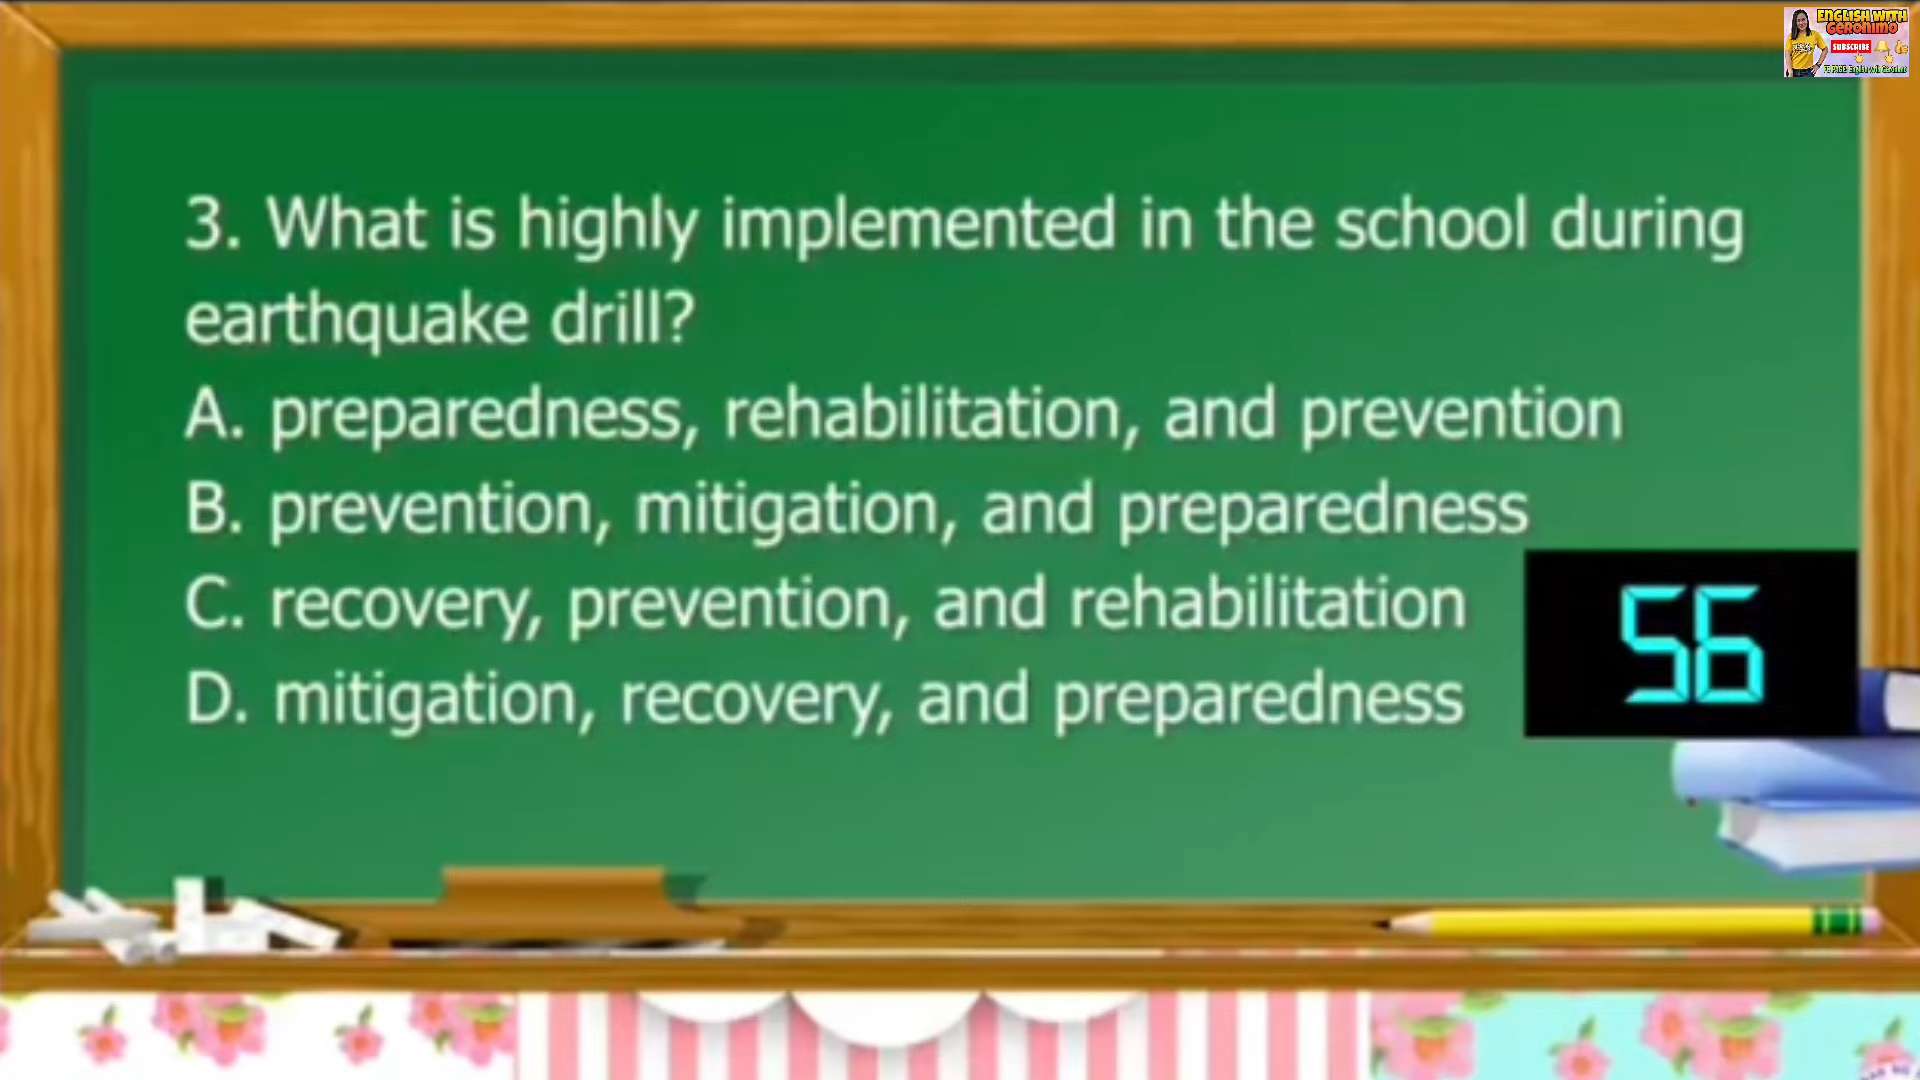 ENGLISH WITH
GERONIMO
SUBSCRIBE
3. What is highly implemented in the school during
earthquake drill?
A. preparedness, rehabilitation, and prevention
B. prevention, mitigation, and preparedness
C. recovery, prevention, and rehabilitation
D. mitigation, recovery, and preparedness
56